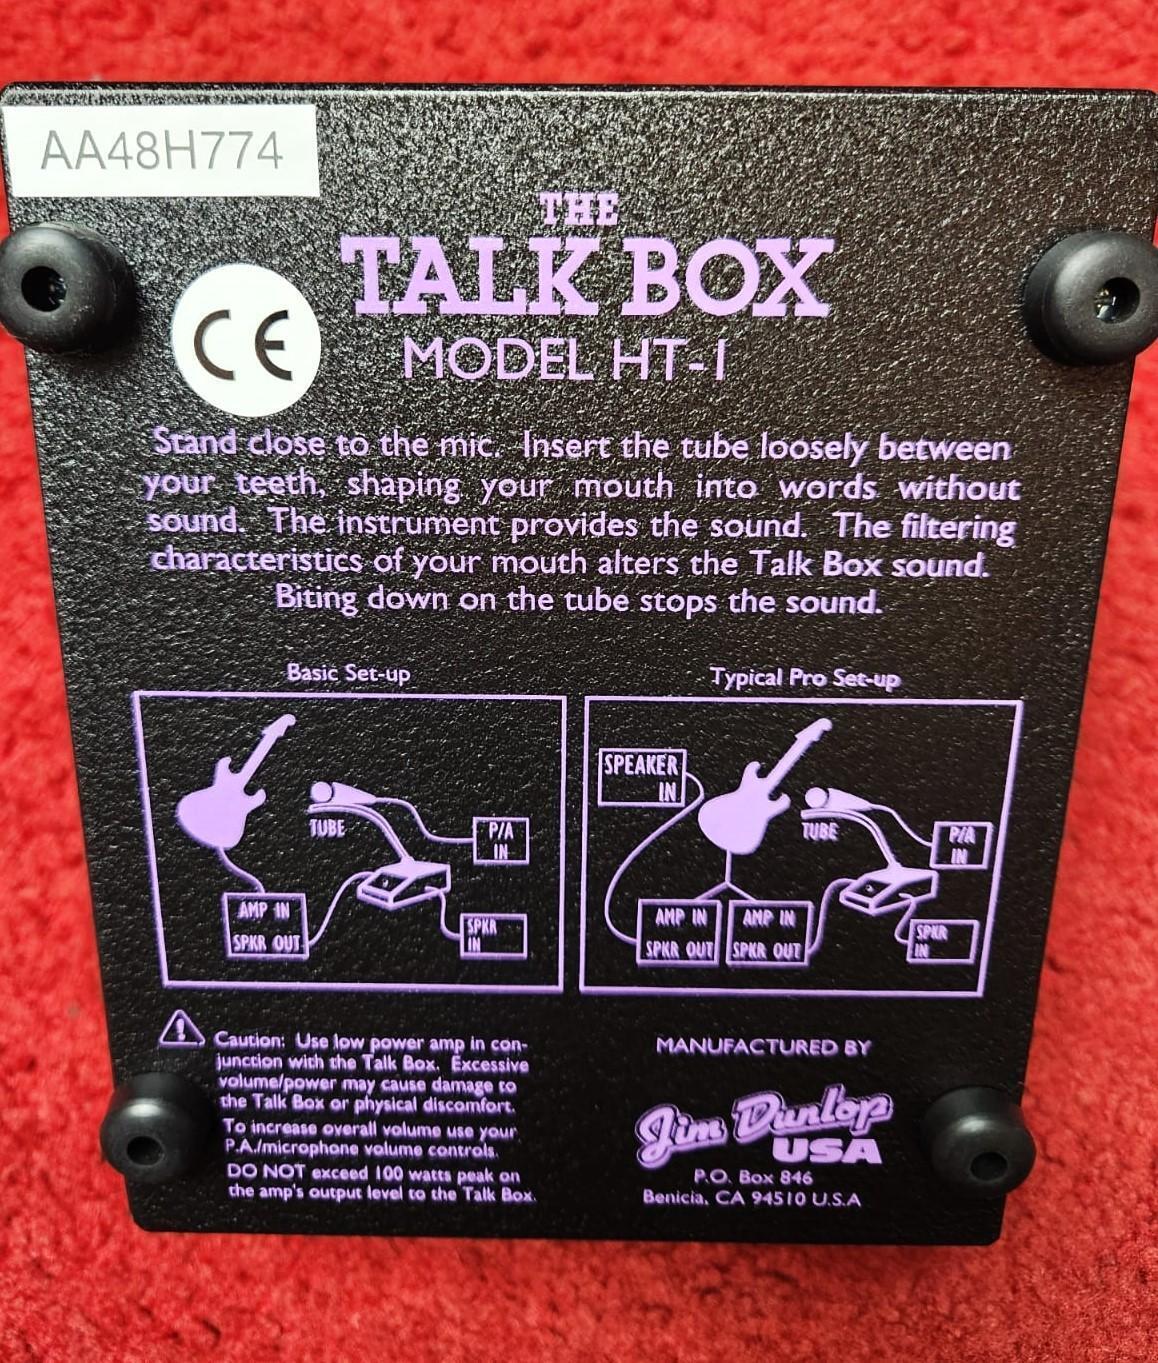 AA48H774
THE
TALK BOX
CE
MODEL HT-1
Stand close to the mic. Insert the tube loosely between
your teeth, shaping your mouth into words without
sound. The instrument provides the sound. The filtering
characteristics of your mouth alters the Talk Box sound.
Biting down on the tube stops the sound.
Basic Set-up
TUBE
P/A
IN
AMP IN
SPKR OUT
SPKR
IN
Typical Pro Set-up
SPEAKER
IN
TUBE
P/A
IN
AMP IN
SPKR OUT
AMP IN
SPKR OUT
SPKR
IN
Caution: Use low power amp in con-
junction with the Talk Box. Excessive
volume/power may cause damage to
the Talk Box or physical discomfort.
To increase overall volume use your
P.A./microphone volume controls.
DO NOT exceed 100 watts peak on
the amp's output level to the Talk Box.
MANUFACTURED BY
Jim Dunlop
USA
P.O. Box 846
Benicia, CA 94510 U.S.A